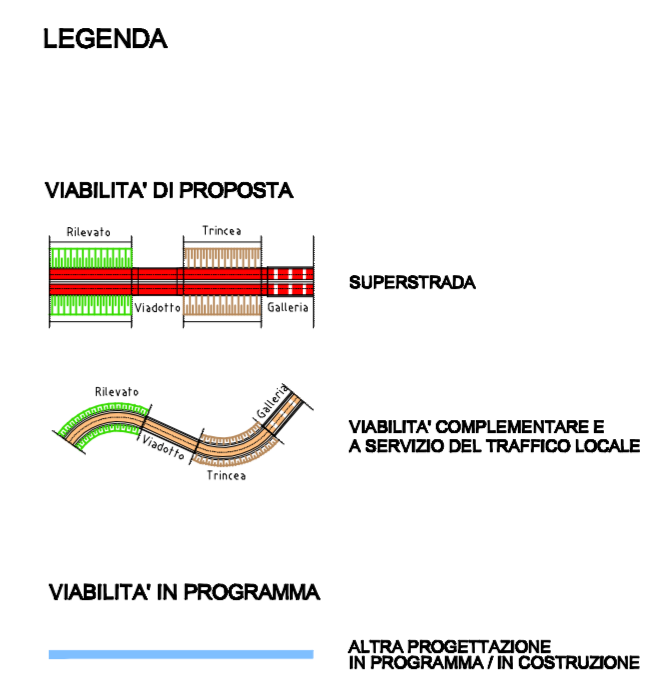 LEGENDA
VIABILITA' DI PROPOSTA
Rilevato
Trincea
Viadotto
Galleria
SUPERSTRADA
Rilevato
Viadotto
Trincea
Galleria
VIABILITA' COMPLEMENTARE E
A SERVIZIO DEL TRAFFICO LOCALE
VIABILITA' IN PROGRAMMA
ALTRA PROGETTAZIONE
IN PROGRAMMA / IN COSTRUZIONE